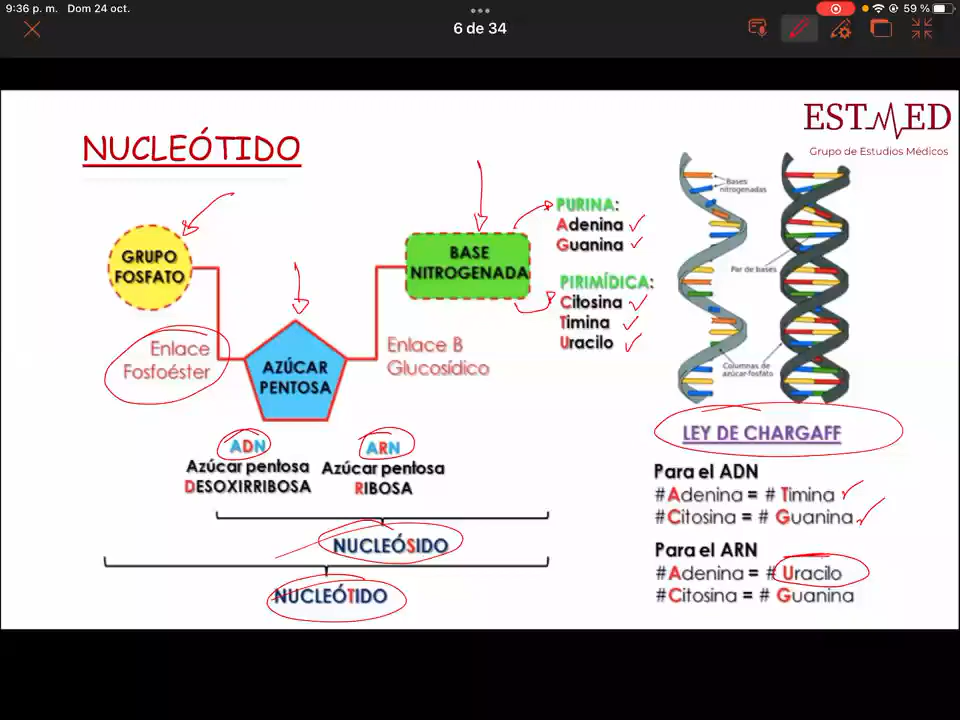 9:36 p. m. Dom 24 oct.
59 %
6 de 34
ESTMED
Grupo de Estudios Médicos
NUCLEÓTIDO
GRUPO
FOSFATO
Enlace
Fosfoéster
AZÚCAR
PENTOSA
BASE
NITROGENADA
Enlace B
Glucosídico
PURINA:
Adenina
Guanina
PIRIMÍDICA:
Citosina
Timina
Uracilo
ADN
Azúcar pentosa
DESOXIRRIBOSA
ARN
Azúcar pentosa
RIBOSA
NUCLEÓSIDO
NUCLEÓTIDO
Bases
nitrogenadas
Par de bases
Columnas de
azúcar-fosfato
LEY DE CHARGAFF
Para el ADN
#Adenina = # Timina
#Citosina = # Guanina
Para el ARN
#Adenina = # Uracilo
#Citosina = # Guanina